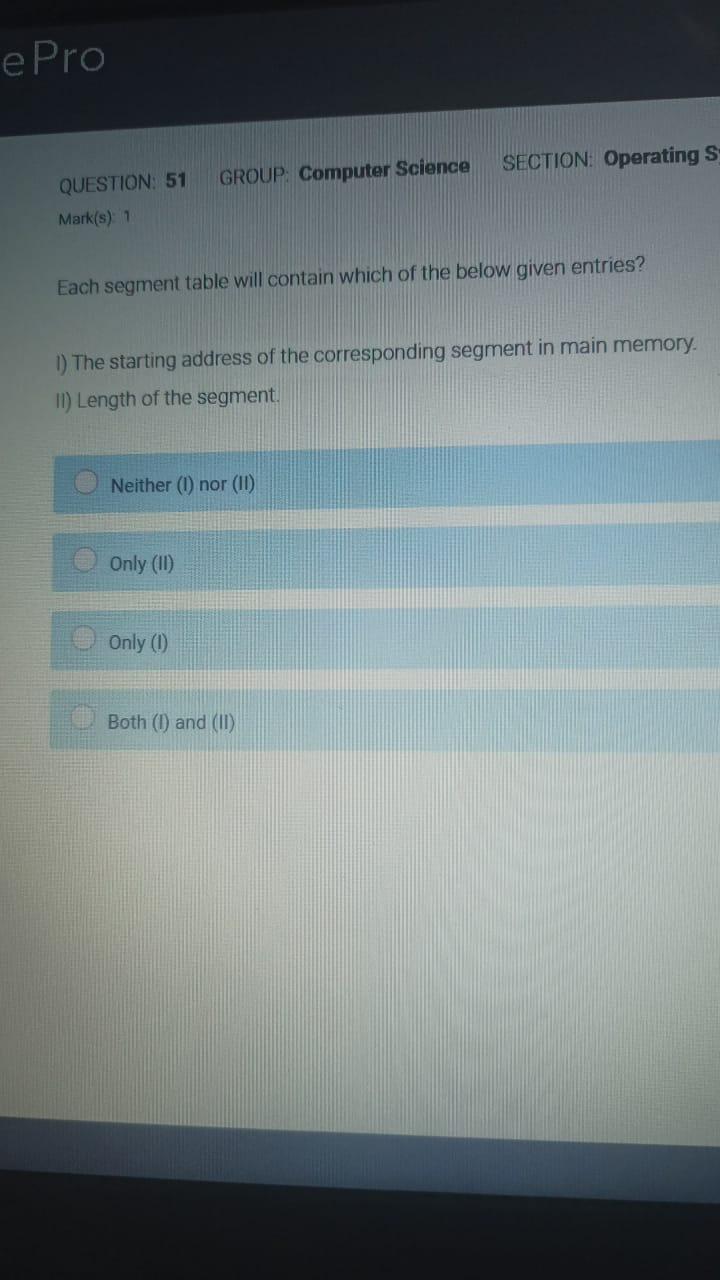 ePro
QUESTION: 51 GROUP: Computer Science SECTION: Operating S
Mark(s): 1
Each segment table will contain which of the below given entries?
I) The starting address of the corresponding segment in main memory.
II) Length of the segment.
Neither (I) nor (II)
Only (II)
Only (I)
Both (I) and (II)